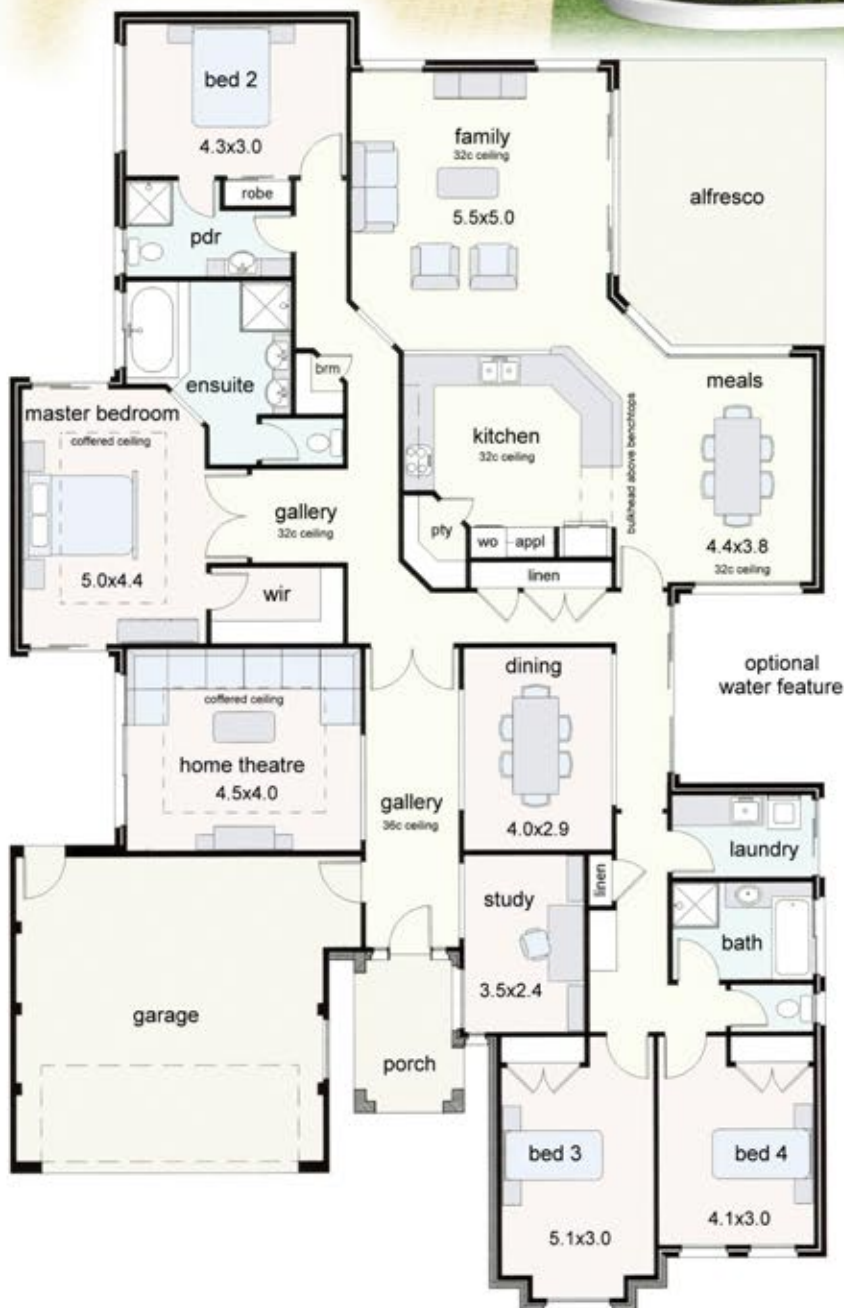 bed 2
4.3x3.0
robe
pdr
family
32c ceiling
5.5x5.0
alfresco
ensuite
brm
master bedroom
coffered ceiling
5.0x4.4
kitchen
32c ceiling
bulkhead above benchtops
meals
4.4x3.8
32c ceiling
gallery
32c ceiling
pty
wo
appl
linen
wir
optional
water feature
coffered ceiling
home theatre
4.5x4.0
dining
4.0x2.9
gallery
36c ceiling
laundry
linen
study
3.5x2.4
bath
garage
porch
bed 3
5.1x3.0
bed 4
4.1x3.0